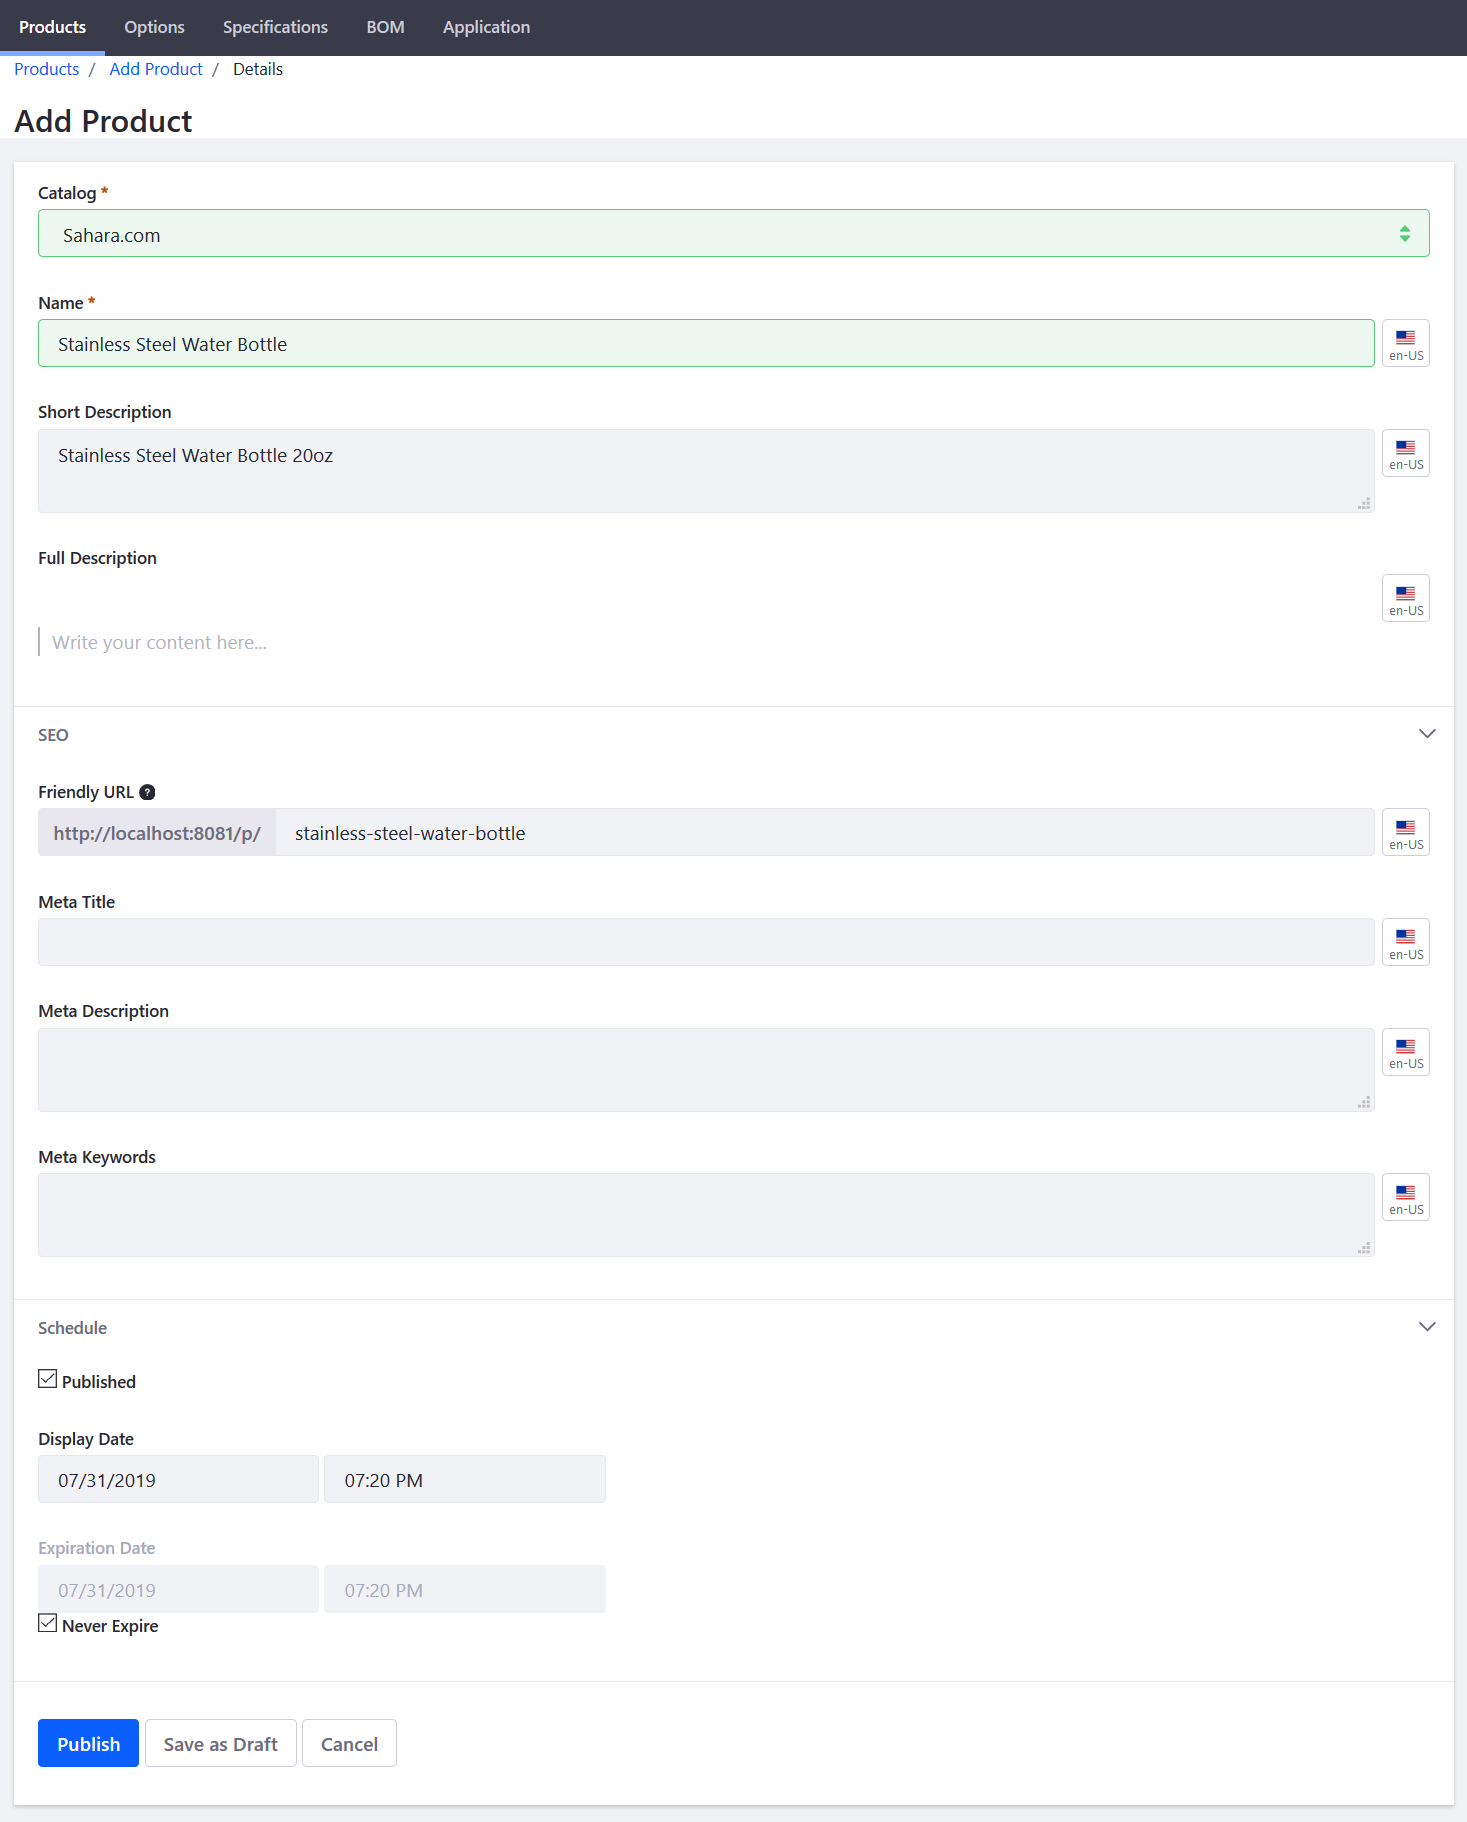 Products Options Specifications BOM Application
Products / Add Product / Details
Add Product
Catalog *
Sahara.com
Name *
Stainless Steel Water Bottle
en-US
Short Description
Stainless Steel Water Bottle 20oz
en-US
Full Description
en-US
Write your content here...
SEO
Friendly URL ?
http://localhost:8081/p/ stainless-steel-water-bottle
en-US
Meta Title
en-US
Meta Description
en-US
Meta Keywords
en-US
Schedule
Published
Display Date
07/31/2019 07:20 PM
Expiration Date
07/31/2019 07:20 PM
Never Expire
Publish Save as Draft Cancel